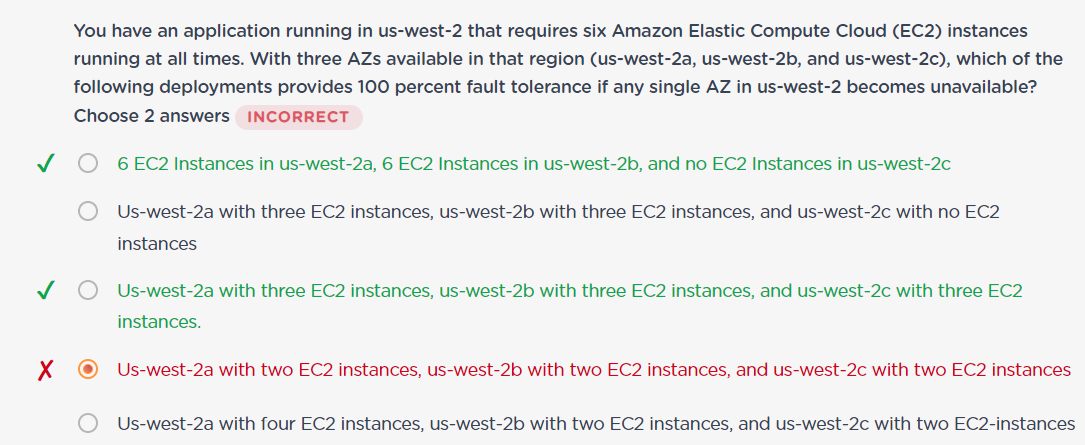 You have an application running in us-west-2 that requires six Amazon Elastic Compute Cloud (EC2) instances
running at all times. With three AZs available in that region (us-west-2a, us-west-2b, and us-west-2c), which of the
following deployments provides 100 percent fault tolerance if any single AZ in us-west-2 becomes unavailable?
Choose 2 answers INCORRECT
6 EC2 Instances in us-west-2a, 6 EC2 Instances in us-west-2b, and no EC2 Instances in us-west-2c
Us-west-2a with three EC2 instances, us-west-2b with three EC2 instances, and us-west-2c with no EC2
instances
Us-west-2a with three EC2 instances, us-west-2b with three EC2 instances, and us-west-2c with three EC2
instances.
Us-west-2a with two EC2 instances, us-west-2b with two EC2 instances, and us-west-2c with two EC2 instances
Us-west-2a with four EC2 instances, us-west-2b with two EC2 instances, and us-west-2c with two EC2-instances